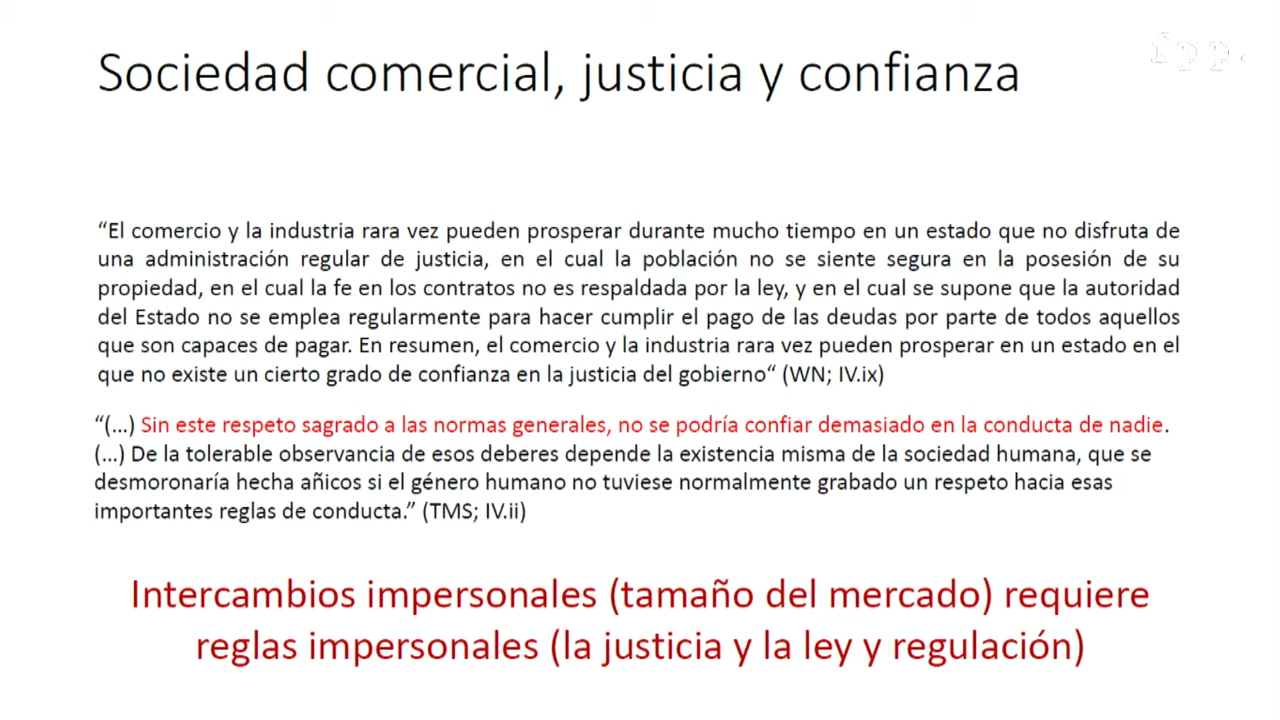 fpp.
Sociedad comercial, justicia y confianza
“El comercio y la industria rara vez pueden prosperar durante mucho tiempo en un estado que no disfruta de
una administración regular de justicia, en el cual la población no se siente segura en la posesión de su
propiedad, en el cual la fe en los contratos no es respaldada por la ley, y en el cual se supone que la autoridad
del Estado no se emplea regularmente para hacer cumplir el pago de las deudas por parte de todos aquellos
que son capaces de pagar. En resumen, el comercio y la industria rara vez pueden prosperar en un estado en el
que no existe un cierto grado de confianza en la justicia del gobierno“ (WN; IV.ix)
“(...) Sin este respeto sagrado a las normas generales, no se podría confiar demasiado en la conducta de nadie.
(...) De la tolerable observancia de esos deberes depende la existencia misma de la sociedad humana, que se
desmoronaría hecha añicos si el género humano no tuviese normalmente grabado un respeto hacia esas
importantes reglas de conducta.” (TMS; IV.ii)
Intercambios impersonales (tamaño del mercado) requiere
reglas impersonales (la justicia y la ley y regulación)